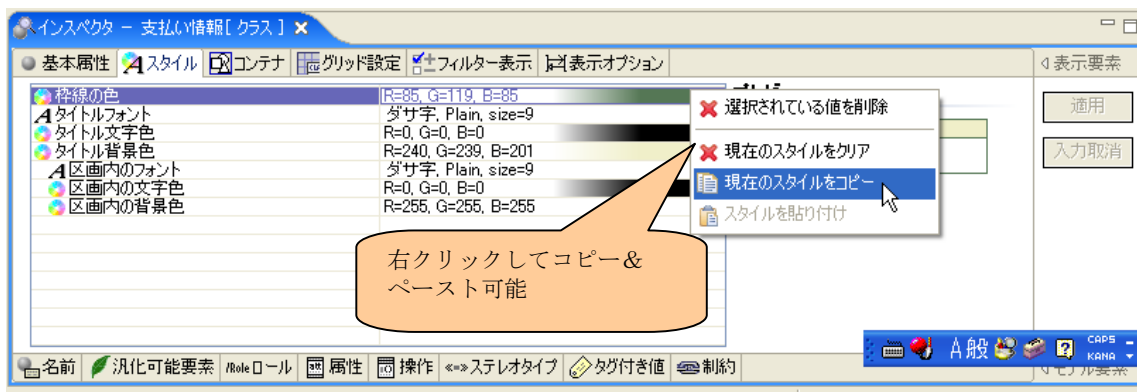 インスペクタ － 支払い情報[ クラス ]
基本属性 スタイル コンテナ グリッド設定 フィルター表示 表示オプション
表示要素
枠線の色 R=85, G=119, B=85
タイトルフォント ダサ字, Plain, size=9
タイトル文字色 R=0, G=0, B=0
タイトル背景色 R=240, G=239, B=201
区画内のフォント ダサ字, Plain, size=9
区画内の文字色 R=0, G=0, B=0
区画内の背景色 R=255, G=255, B=255
選択されている値を削除
現在のスタイルをクリア
現在のスタイルをコピー
スタイルを貼り付け
適用
入力取消
右クリックしてコピー＆
ペースト可能
A 般
CAPS
KANA
名前 汎化可能要素 /Role ロール 属性 操作 «=» ステレオタイプ タグ付き値 制約